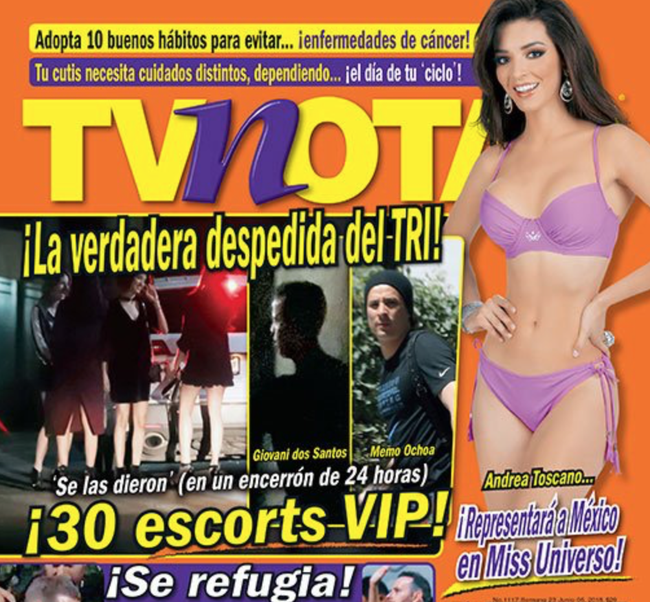 Adopta 10 buenos hábitos para evitar... ¡enfermedades de cáncer!
Tu cutis necesita cuidados distintos, dependiendo... ¡el día de tu 'ciclo'!
TVnOTA
¡La verdadera despedida del TRI!
Giovani dos Santos
Memo Ochoa
'Se las dieron' (en un encerrón de 24 horas)
¡30 escorts VIP!
Andrea Toscano...
¡Representará a México
en Miss Universo!
¡Se refugia!